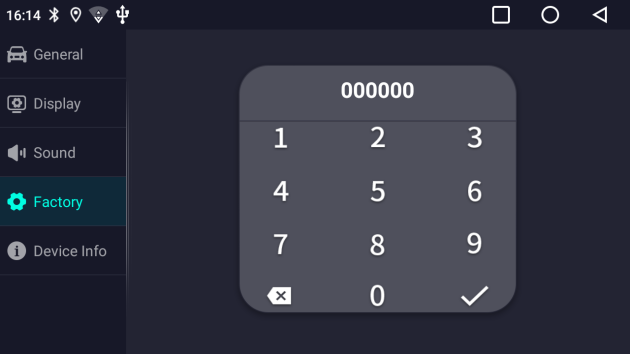 16:14
General
Display
Sound
Factory
Device Info
000000
1 2 3
4 5 6
7 8 9
0